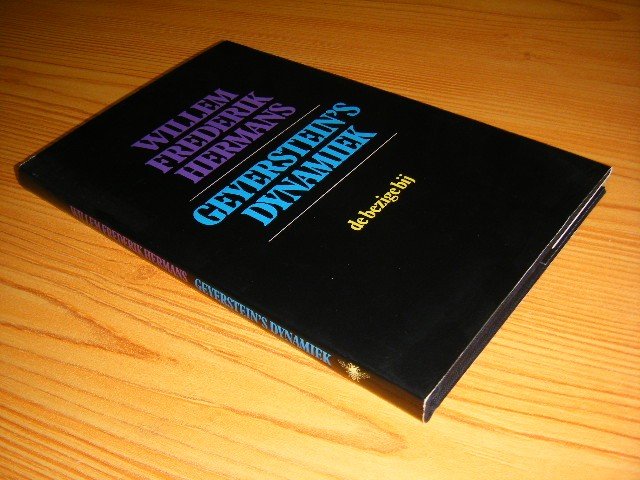 WILLEM
FREDERIK
HERMANS
GEYERSTEIN'S
DYNAMIEK
de bezige bij
WILLEM FREDERIK HERMANS GEYERSTEIN'S DYNAMIEK